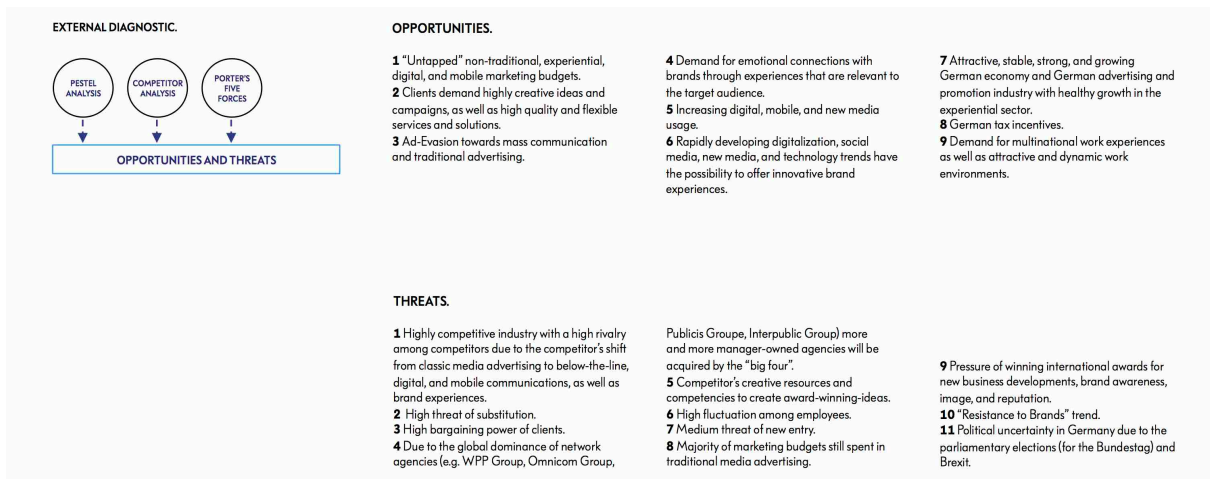 EXTERNAL DIAGNOSTIC.
PESTEL
ANALYSIS
COMPETITOR
ANALYSIS
PORTER'S
FIVE
FORCES
OPPORTUNITIES AND THREATS
OPPORTUNITIES.
1 "Untapped" non-traditional, experiential,
digital, and mobile marketing budgets.
2 Clients demand highly creative ideas and
campaigns, as well as high quality and flexible
services and solutions.
3 Ad-Evasion towards mass communication
and traditional advertising.
4 Demand for emotional connections with
brands through experiences that are relevant to
the target audience.
5 Increasing digital, mobile, and new media
usage.
6 Rapidly developing digitalization, social
media, new media, and technology trends have
the possibility to offer innovative brand
experiences.
7 Attractive, stable, strong, and growing
German economy and German advertising and
promotion industry with healthy growth in the
experiential sector.
8 German tax incentives.
9 Demand for multinational work experiences
as well as attractive and dynamic work
environments.
THREATS.
1 Highly competitive industry with a high rivalry
among competitors due to the competitor's shift
from classic media advertising to below-the-line,
digital, and mobile communications, as well as
brand experiences.
2 High threat of substitution.
3 High bargaining power of clients.
4 Due to the global dominance of network
agencies (e.g. WPP Group, Omnicom Group,
Publicis Groupe, Interpublic Group) more
and more manager-owned agencies will be
acquired by the "big four".
5 Competitor's creative resources and
competencies to create award-winning-ideas.
6 High fluctuation among employees.
7 Medium threat of new entry.
8 Majority of marketing budgets still spent in
traditional media advertising.
9 Pressure of winning international awards for
new business developments, brand awareness,
image, and reputation.
10 "Resistance to Brands" trend.
11 Political uncertainty in Germany due to the
parliamentary elections (for the Bundestag) and
Brexit.